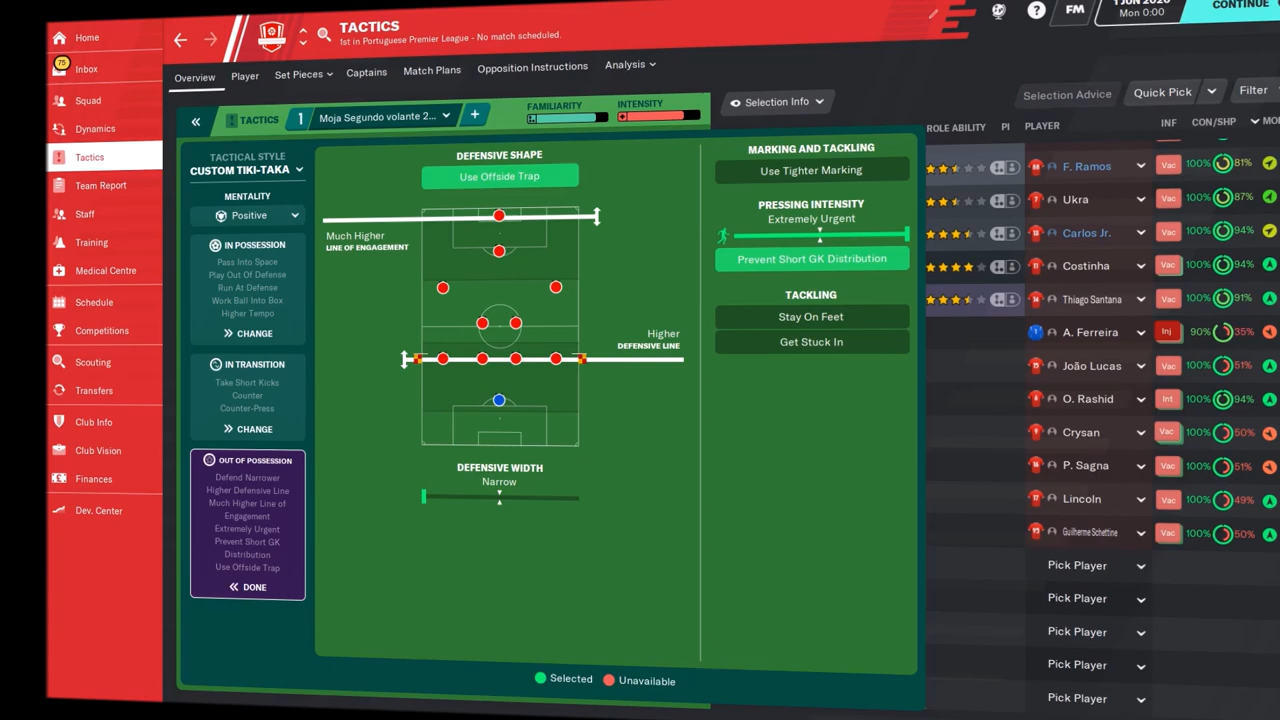 Home
75
Inbox
Squad
Dynamics
Tactics
Team Report
Staff
Training
Medical Centre
Schedule
Competitions
Scouting
Transfers
Club Info
Club Vision
Finances
Dev. Center
TACTICS
1st in Portuguese Premier League - No match scheduled.
?
FM
Mon 0:00
CONTINUE
Overview
Player
Set Pieces
Captains
Match Plans
Opposition Instructions
Analysis
TACTICS
1
Moja Segundo volante 2...
+
FAMILIARITY
INTENSITY
Selection Info
Selection Advice
Quick Pick
Filter
TACTICAL STYLE
CUSTOM TIKI-TAKA
MENTALITY
Positive
IN POSSESSION
Pass Into Space
Play Out Of Defense
Run At Defense
Work Ball Into Box
Higher Tempo
CHANGE
IN TRANSITION
Take Short Kicks
Counter
Counter-Press
CHANGE
OUT OF POSSESSION
Defend Narrower
Higher Defensive Line
Much Higher Line of
Engagement
Extremely Urgent
Prevent Short GK
Distribution
Use Offside Trap
DONE
DEFENSIVE SHAPE
Use Offside Trap
Much Higher
LINE OF ENGAGEMENT
Higher
DEFENSIVE LINE
DEFENSIVE WIDTH
Narrow
MARKING AND TACKLING
Use Tighter Marking
PRESSING INTENSITY
Extremely Urgent
Prevent Short GK Distribution
TACKLING
Stay On Feet
Get Stuck In
Selected
Unavailable
ROLE ABILITY PI PLAYER INF CON/SHP
F. Ramos Vac 100% 81%
Ukra Vac 100% 87%
Carlos Jr. Vac 100% 94%
Costinha Vac 100% 94%
Thiago Santana Vac 100% 91%
A. Ferreira Inj 90% 35%
João Lucas Vac 100% 51%
O. Rashid Int 100% 94%
Crysan Vac 100% 50%
P. Sagna Vac 100% 51%
Lincoln Vac 100% 49%
Guilherme Schettine Vac 100% 50%
Pick Player
Pick Player
Pick Player
Pick Player
Pick Player